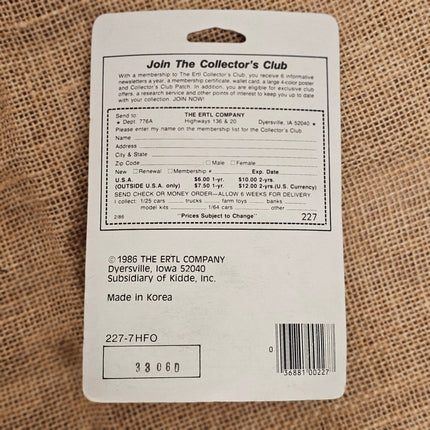 Join The Collector's Club
With a membership to The Ertl Collector's Club, you receive 6 informative
newsletters a year, a membership certificate, wallet card, a large 4-color poster
and Collector's Club Patch. In addition, you are eligible for exclusive club
offers, a research service and other points of interest to keep you up to date
with your collection. JOIN NOW!
Send to: THE ERTL COMPANY
★ Dept. 776A Highways 136 & 20 Dyersville, IA 52040 ★
Please enter my name on the membership list for the Collector's Club.
Name
Address
City & State
Zip Code □ Male □ Female
New □ Renewal □ Membership # Exp. Date
U.S.A. $6.00 1-yr. $10.00 2-yrs.
(OUTSIDE U.S.A. only) $7.50 1-yr. $12.00 2-yrs. (U.S. Currency)
SEND CHECK OR MONEY ORDER—ALLOW 6 WEEKS FOR DELIVERY
I collect: 1/25 cars trucks farm toys banks
model kits 1/64 cars other
2/86 "Prices Subject to Change" 227
© 1986 THE ERTL COMPANY
Dyersville, Iowa 52040
Subsidiary of Kidde, Inc.
Made in Korea
227-7HFO
3306D
0 36881 00227